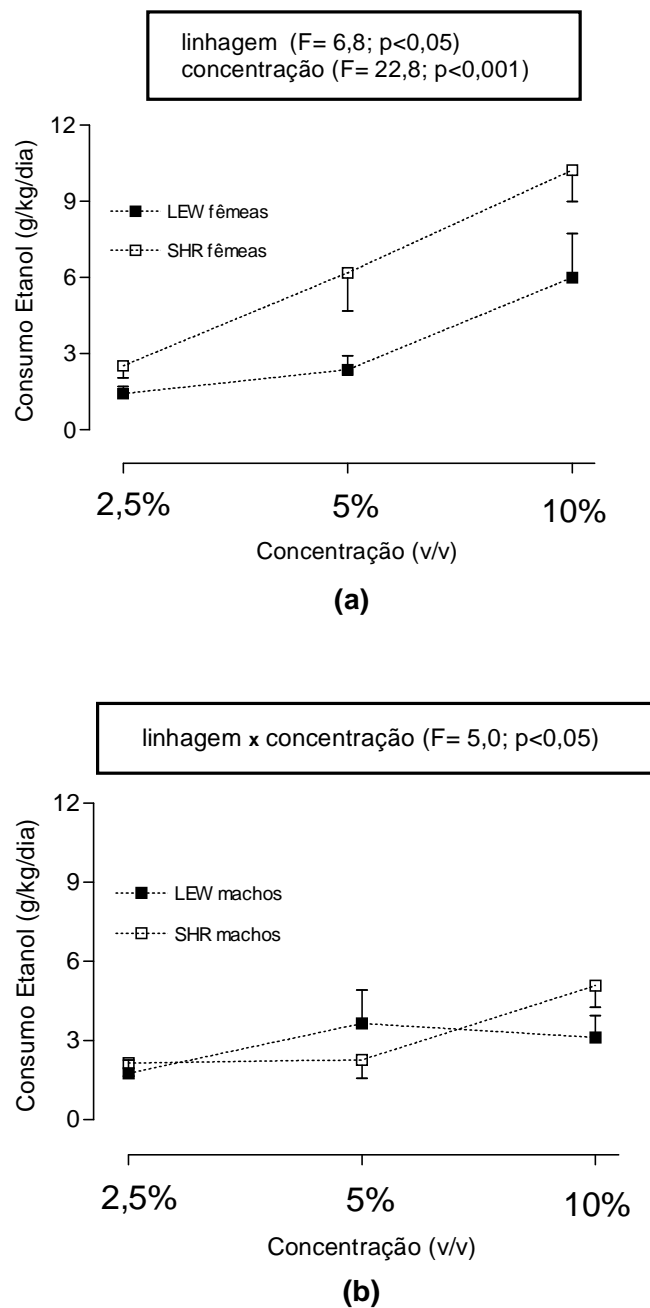 linhagem (F= 6,8; p<0,05)
concentração (F= 22,8; p<0,001)
12
9
6
3
0
Consumo Etanol (g/kg/dia)
LEW fêmeas
SHR fêmeas
2,5%
5%
10%
Concentração (v/v)
(a)
linhagem x concentração (F= 5,0; p<0,05)
12
9
6
3
0
Consumo Etanol (g/kg/dia)
LEW machos
SHR machos
2,5%
5%
10%
Concentração (v/v)
(b)